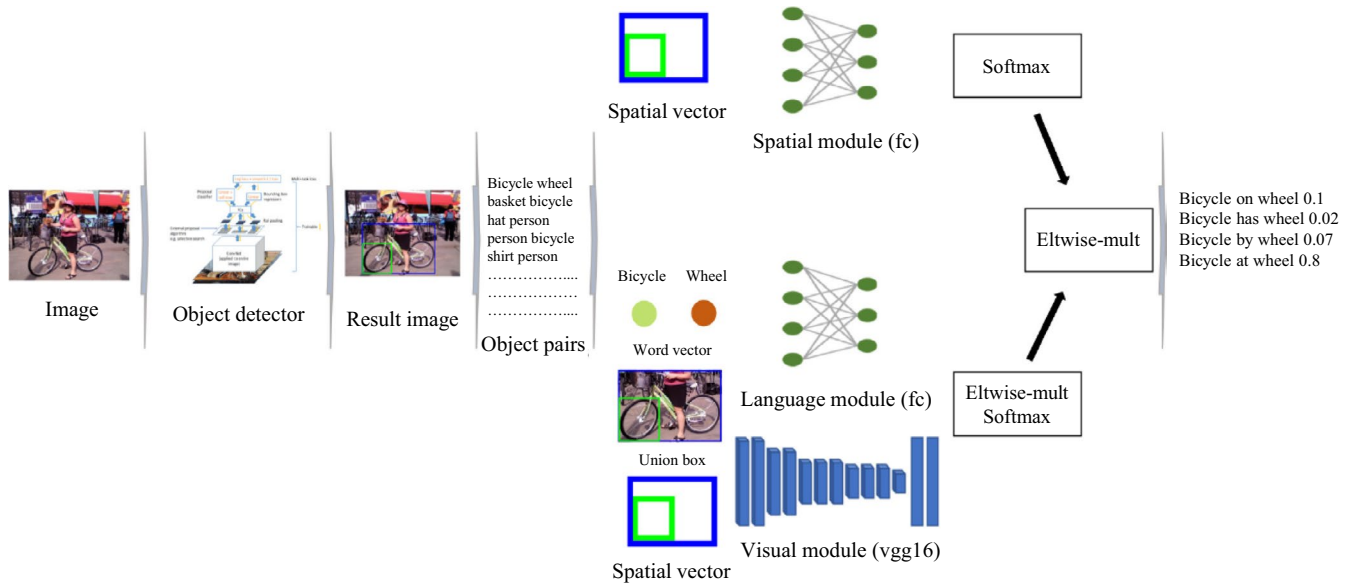 Spatial vector
Spatial module (fc)
Softmax
Image
Object detector
Result image
Bicycle wheel
basket bicycle
hat person
person bicycle
shirt person
………………....
………………
………………....
Object pairs
Bicycle
Wheel
Word vector
Language module (fc)
Union box
Spatial vector
Visual module (vgg16)
Eltwise-mult
Softmax
Eltwise-mult
Bicycle on wheel 0.1
Bicycle has wheel 0.02
Bicycle by wheel 0.07
Bicycle at wheel 0.8